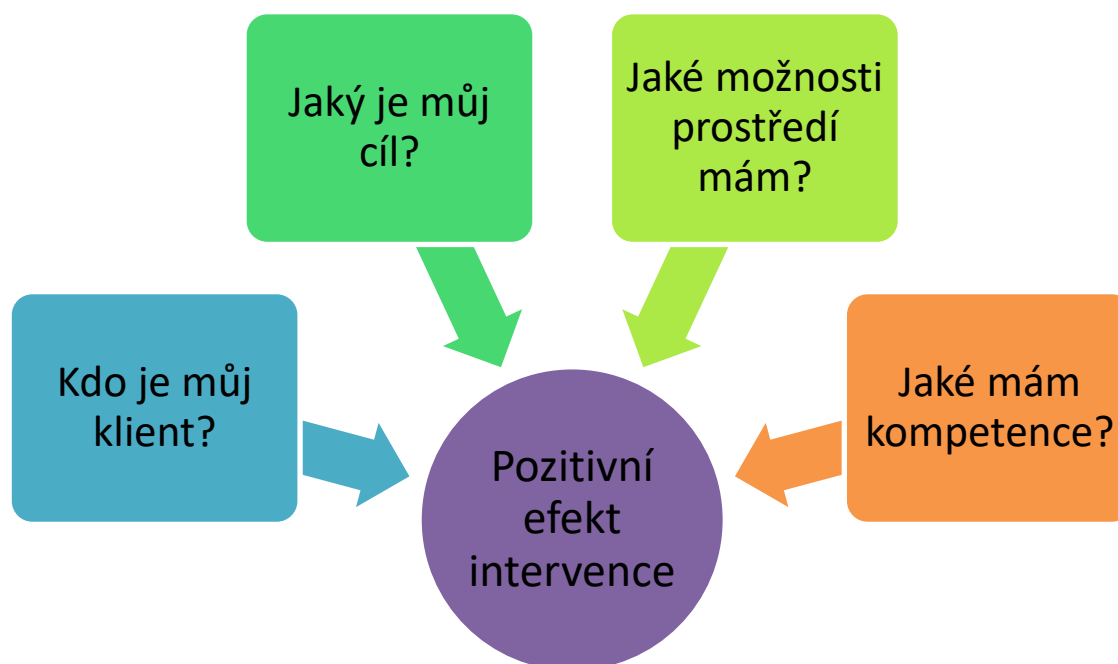 Jaký je můj
cíl?
Jaké možnosti
prostředí
mám?
Kdo je můj
klient?
Jaké mám
kompetence?
Pozitivní
efekt
intervence